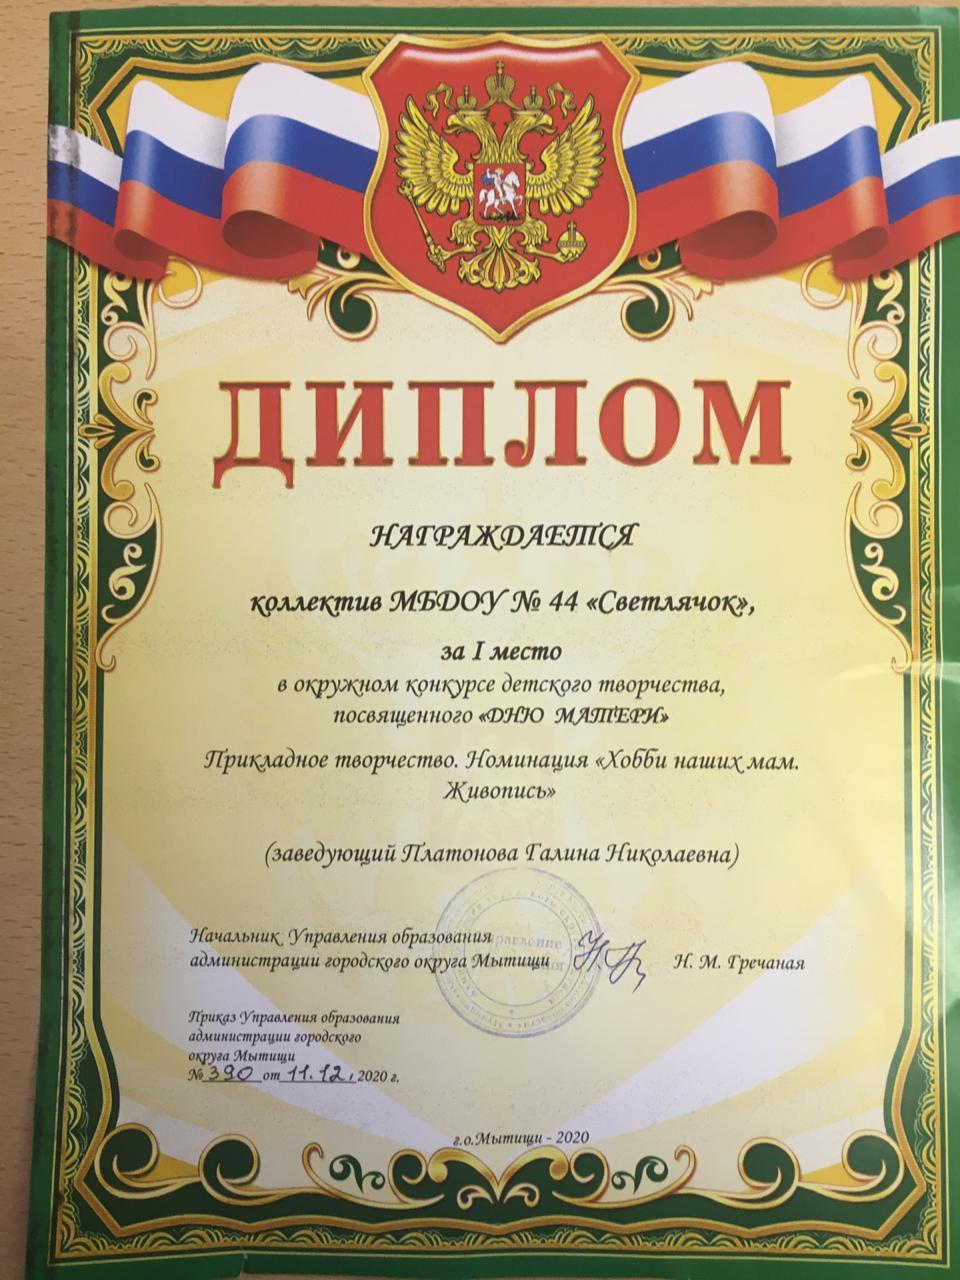 ДИПЛОМ
НАГРАЖДАЕТСЯ
коллектив МБДОУ № 44 «Светлячок»,
за I место
в окружном конкурсе детского творчества,
посвященного «ДНЮ МАТЕРИ»
Прикладное творчество. Номинация «Хобби наших мам.
Живопись»
(заведующий Платонова Галина Николаевна)
Начальник Управления образования
администрации городского округа Мытищи
Н. М. Гречаная
Приказ Управления образования
администрации городского
округа Мытищи
№ 390 от 11.12. 2020 г.
г.о.Мытищи - 2020